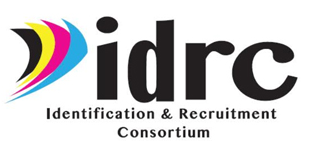 idrc
Identification & Recruitment
Consortium